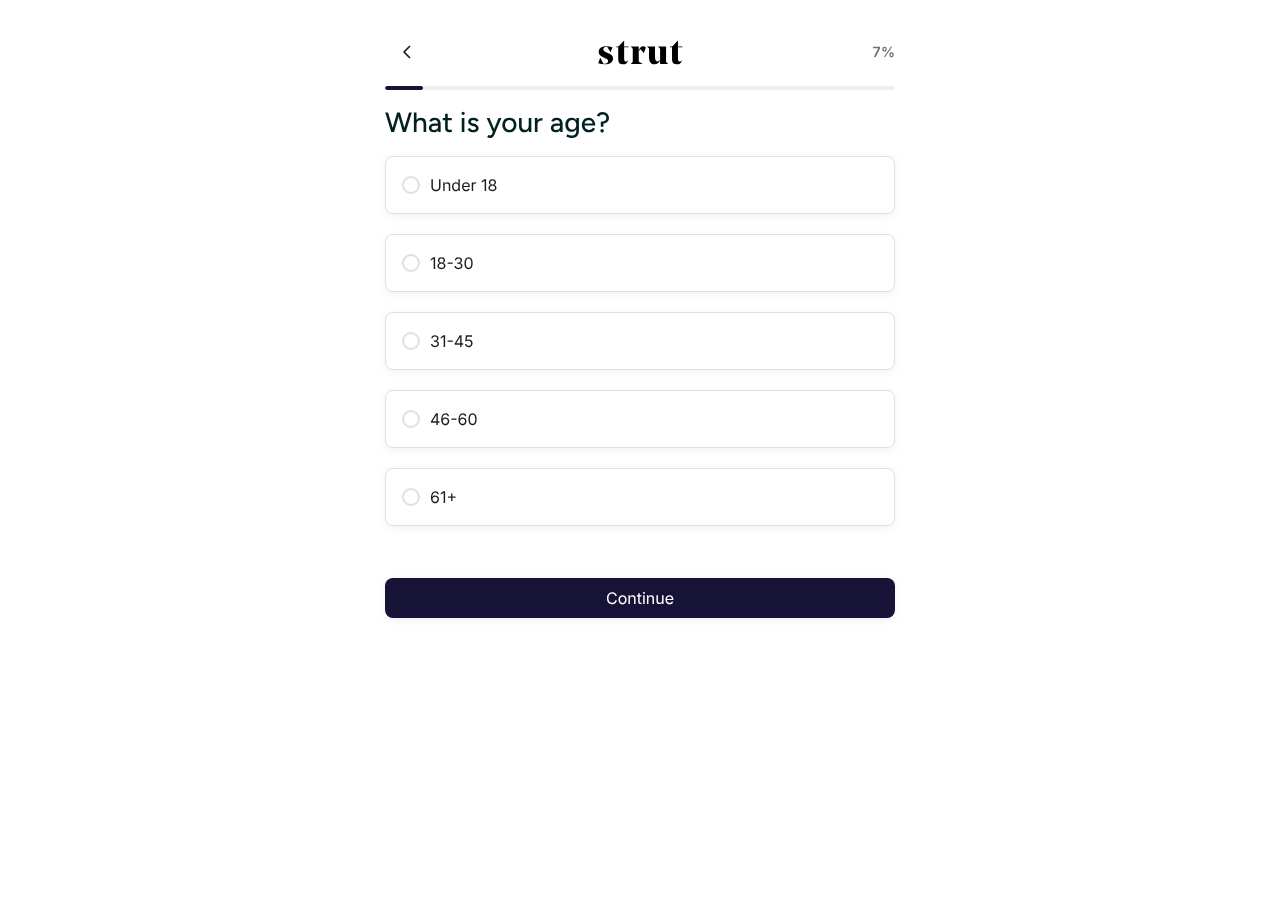 strut
7%
What is your age?
Under 18
18-30
31-45
46-60
61+
Continue